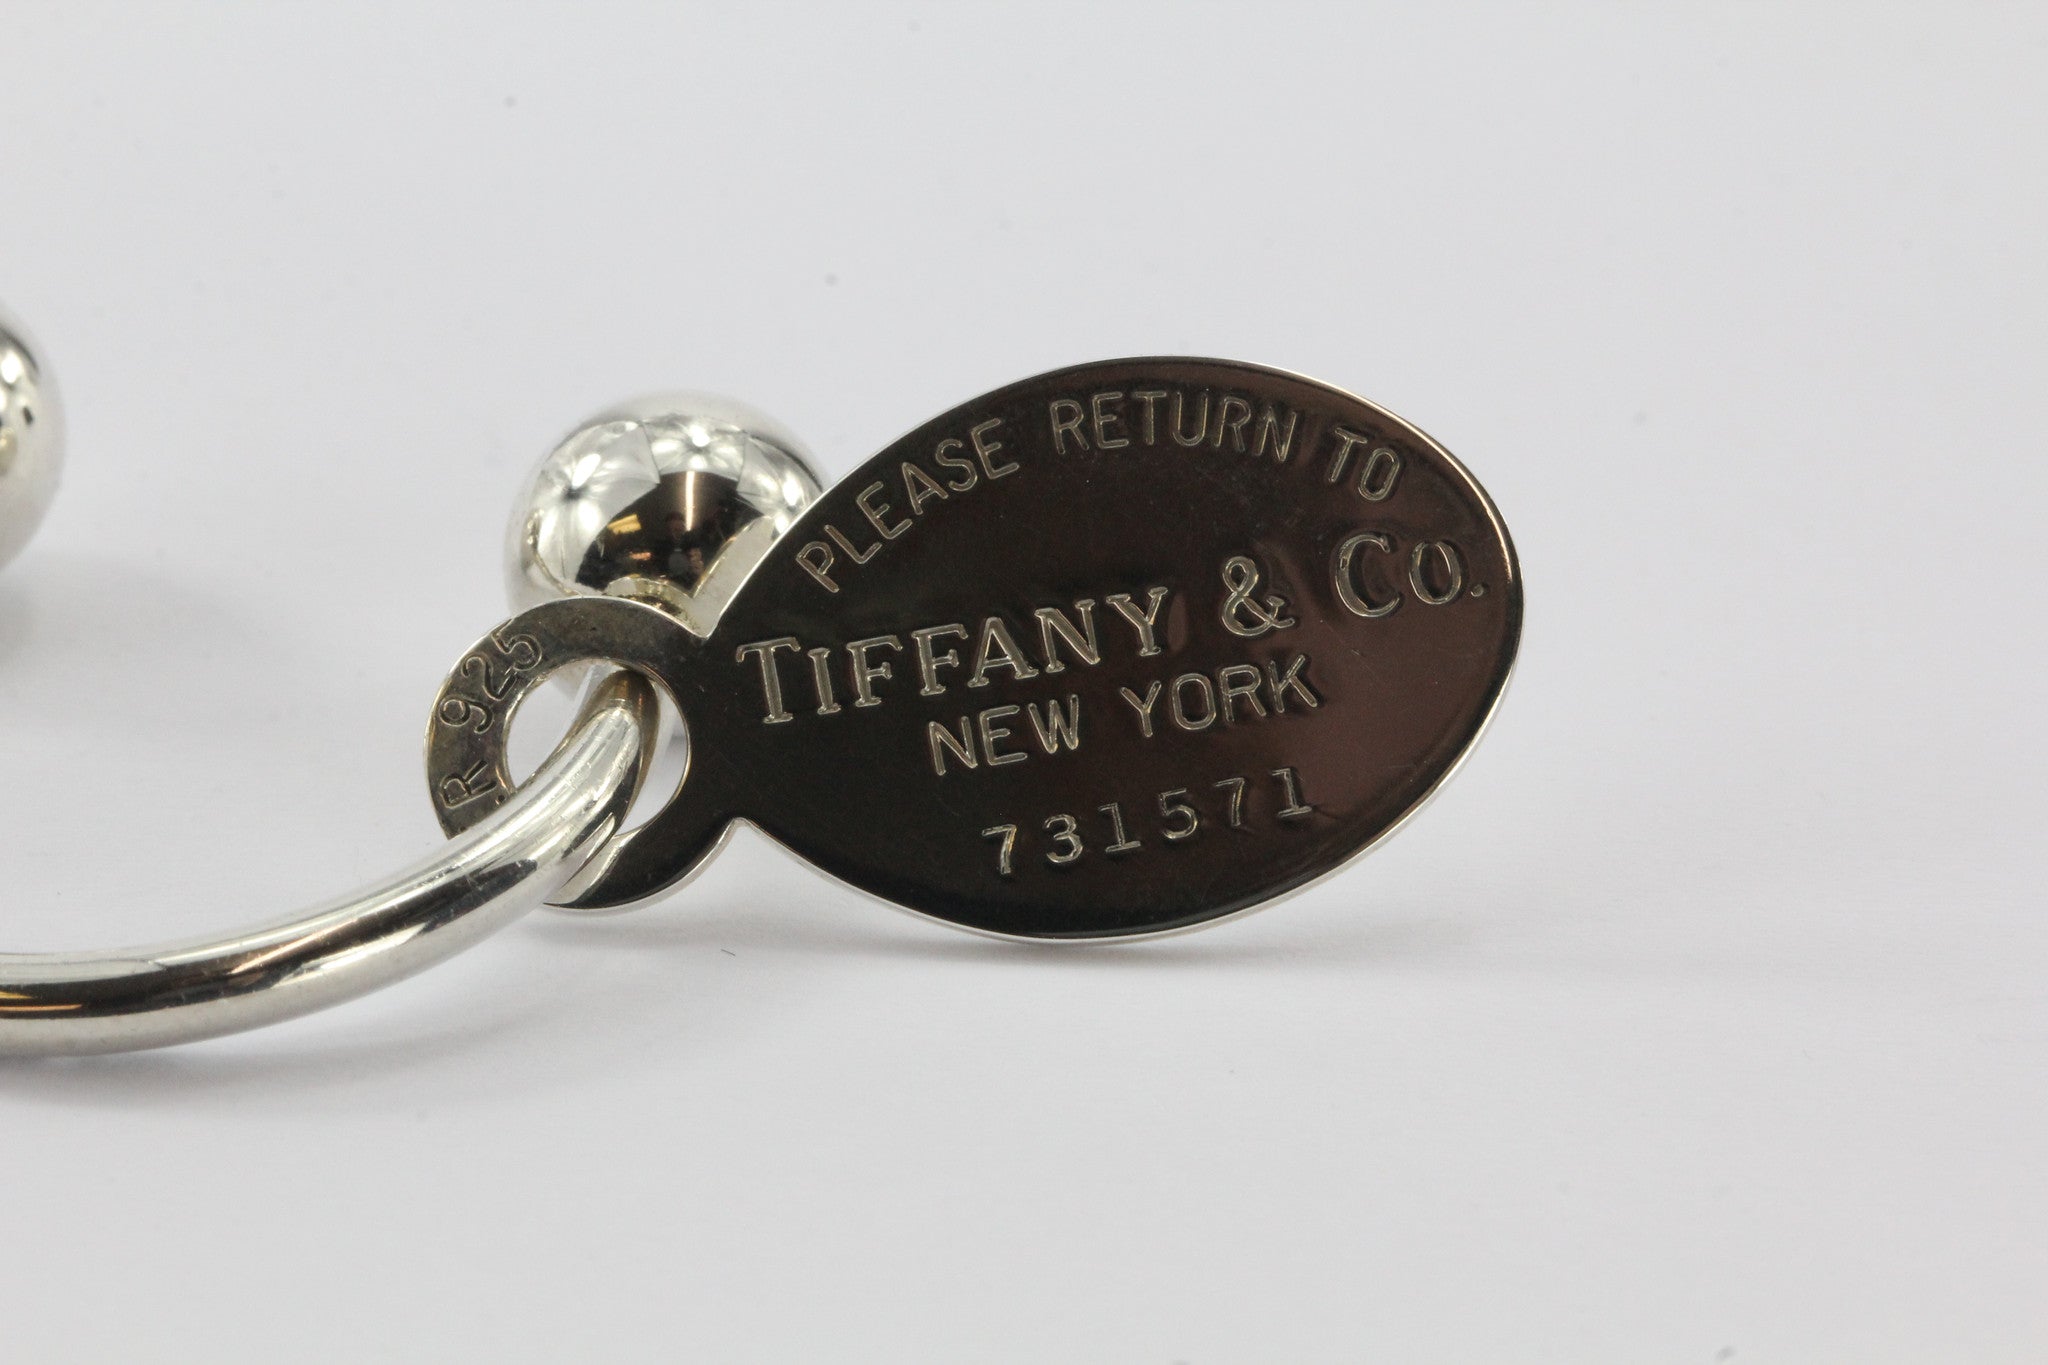 PLEASE RETURN TO
TIFFANY & CO.
NEW YORK
731571
925